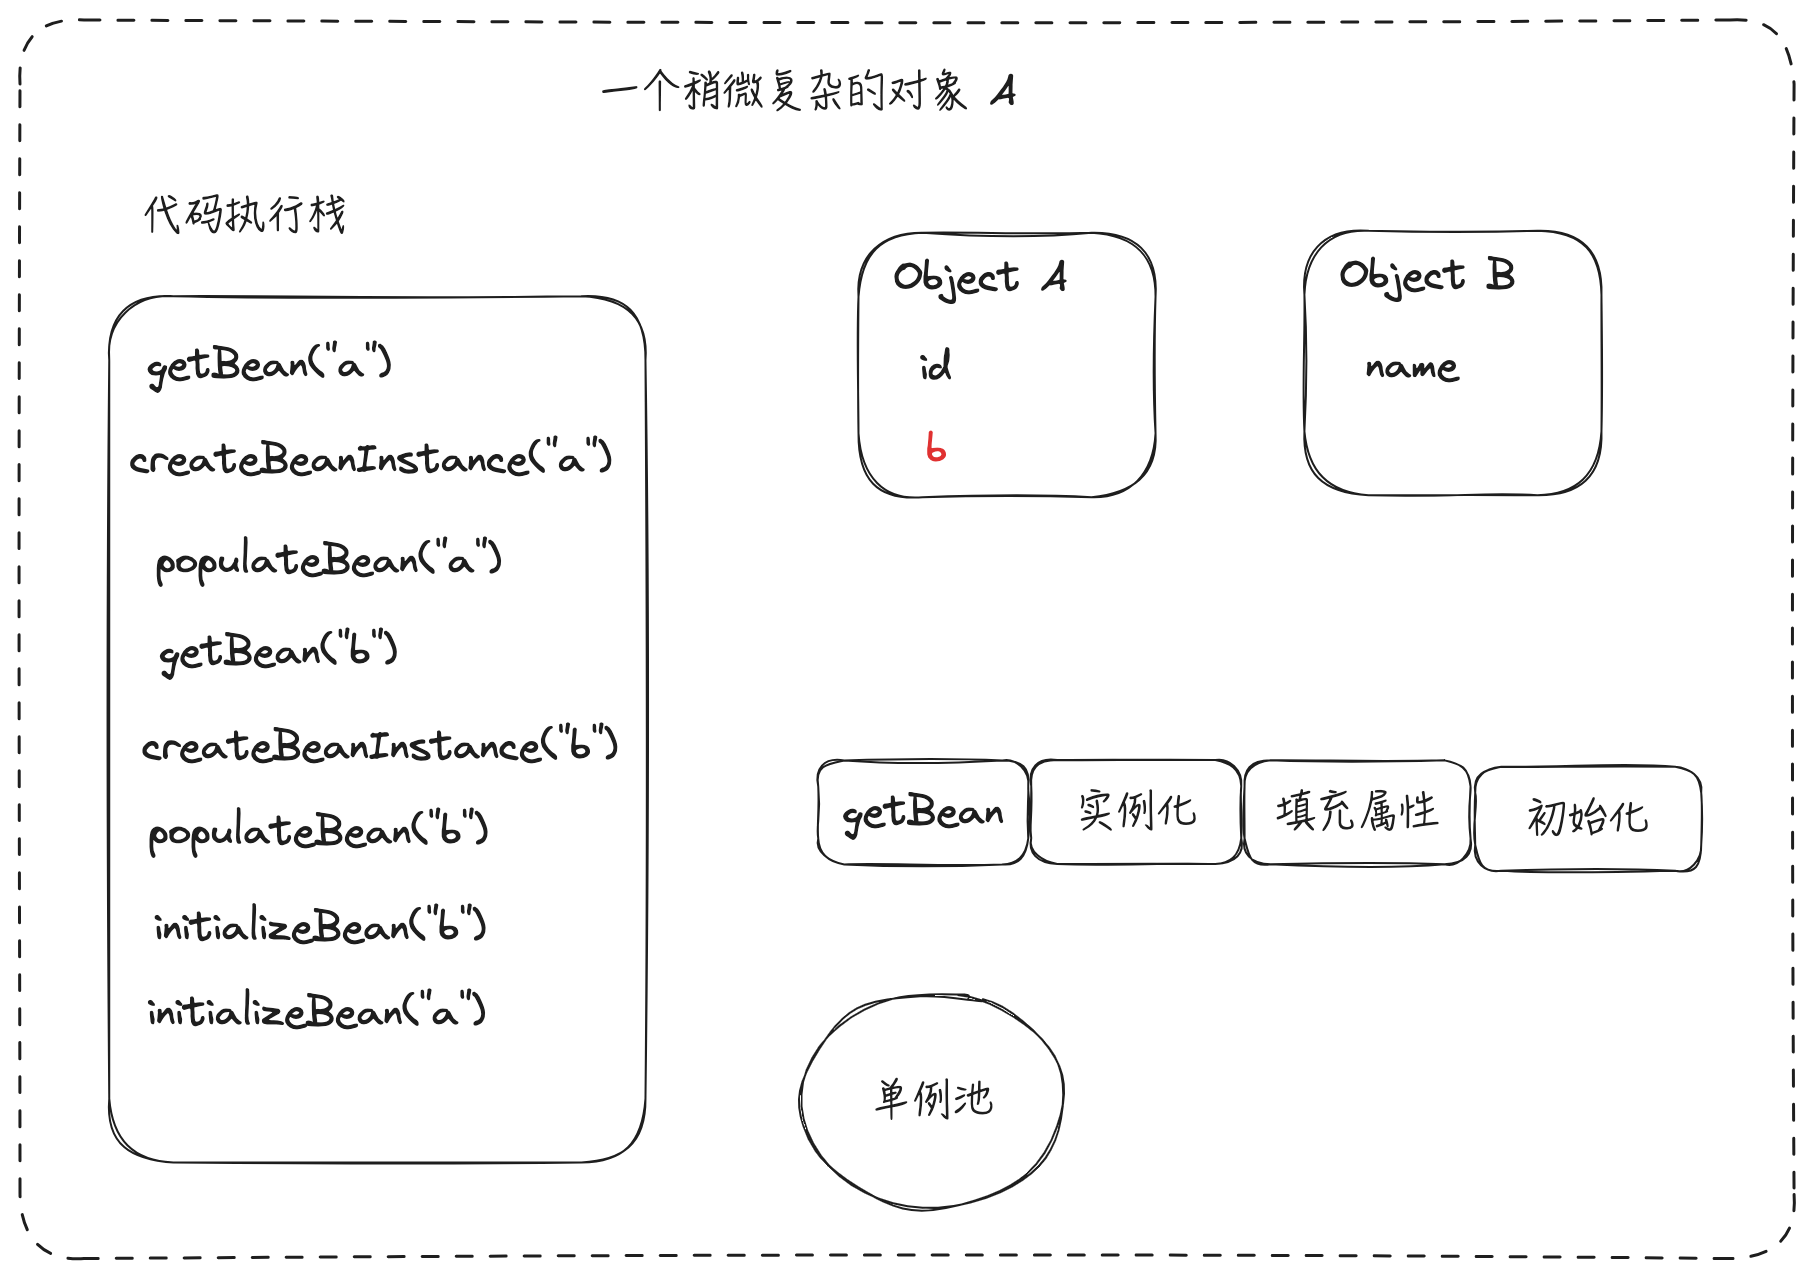 一个稍微复杂的对象 A
代码执行栈
getBean("a")
createBeanInstance("a")
populateBean("a")
getBean("b")
createBeanInstance("b")
populateBean("b")
initializeBean("b")
initializeBean("a")
Object A
id
b
Object B
name
getBean
实例化
填充属性
初始化
单例池